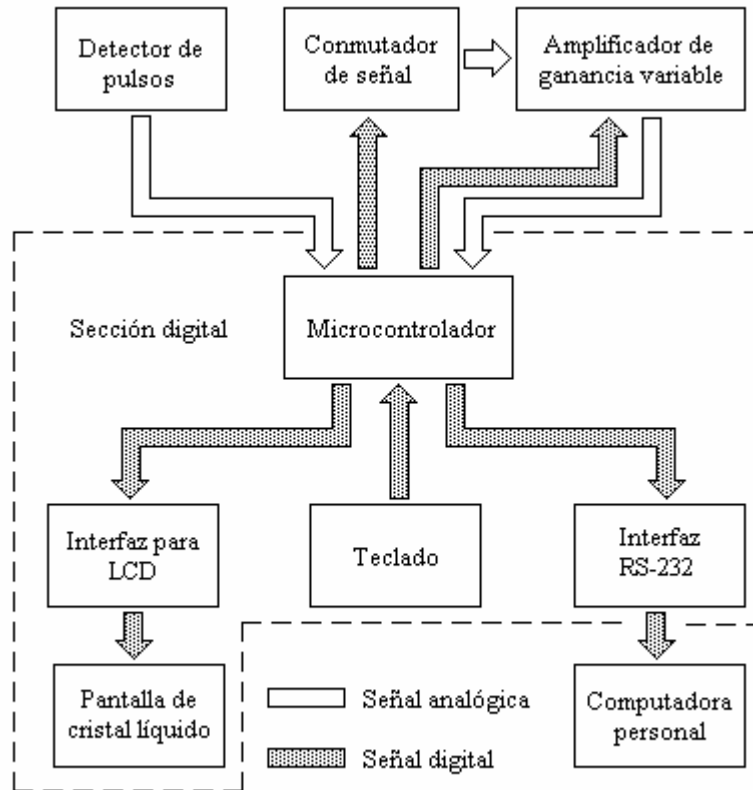 Detector de
pulsos
Conmutador
de señal
Amplificador de
ganancia variable
Sección digital
Microcontrolador
Interfaz para
LCD
Teclado
Interfaz
RS-232
Pantalla de
cristal líquido
Señal analógica
Señal digital
Computadora
personal